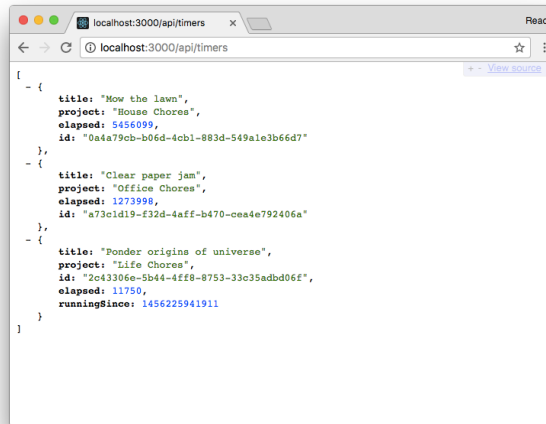 localhost:3000/api/timers
Reac
localhost:3000/api/timers
+ - View source
[
- {
title: "Mow the lawn",
project: "House Chores",
elapsed: 5456099,
id: "0a4a79cb-b06d-4cb1-883d-549a1e3b66d7"
},
- {
title: "Clear paper jam",
project: "Office Chores",
elapsed: 1273998,
id: "a73c1d19-f32d-4aff-b470-cea4e792406a"
},
- {
title: "Ponder origins of universe",
project: "Life Chores",
id: "2c43306e-5b44-4ff8-8753-33c35adbd06f",
elapsed: 11750,
runningSince: 1456225941911
}
]